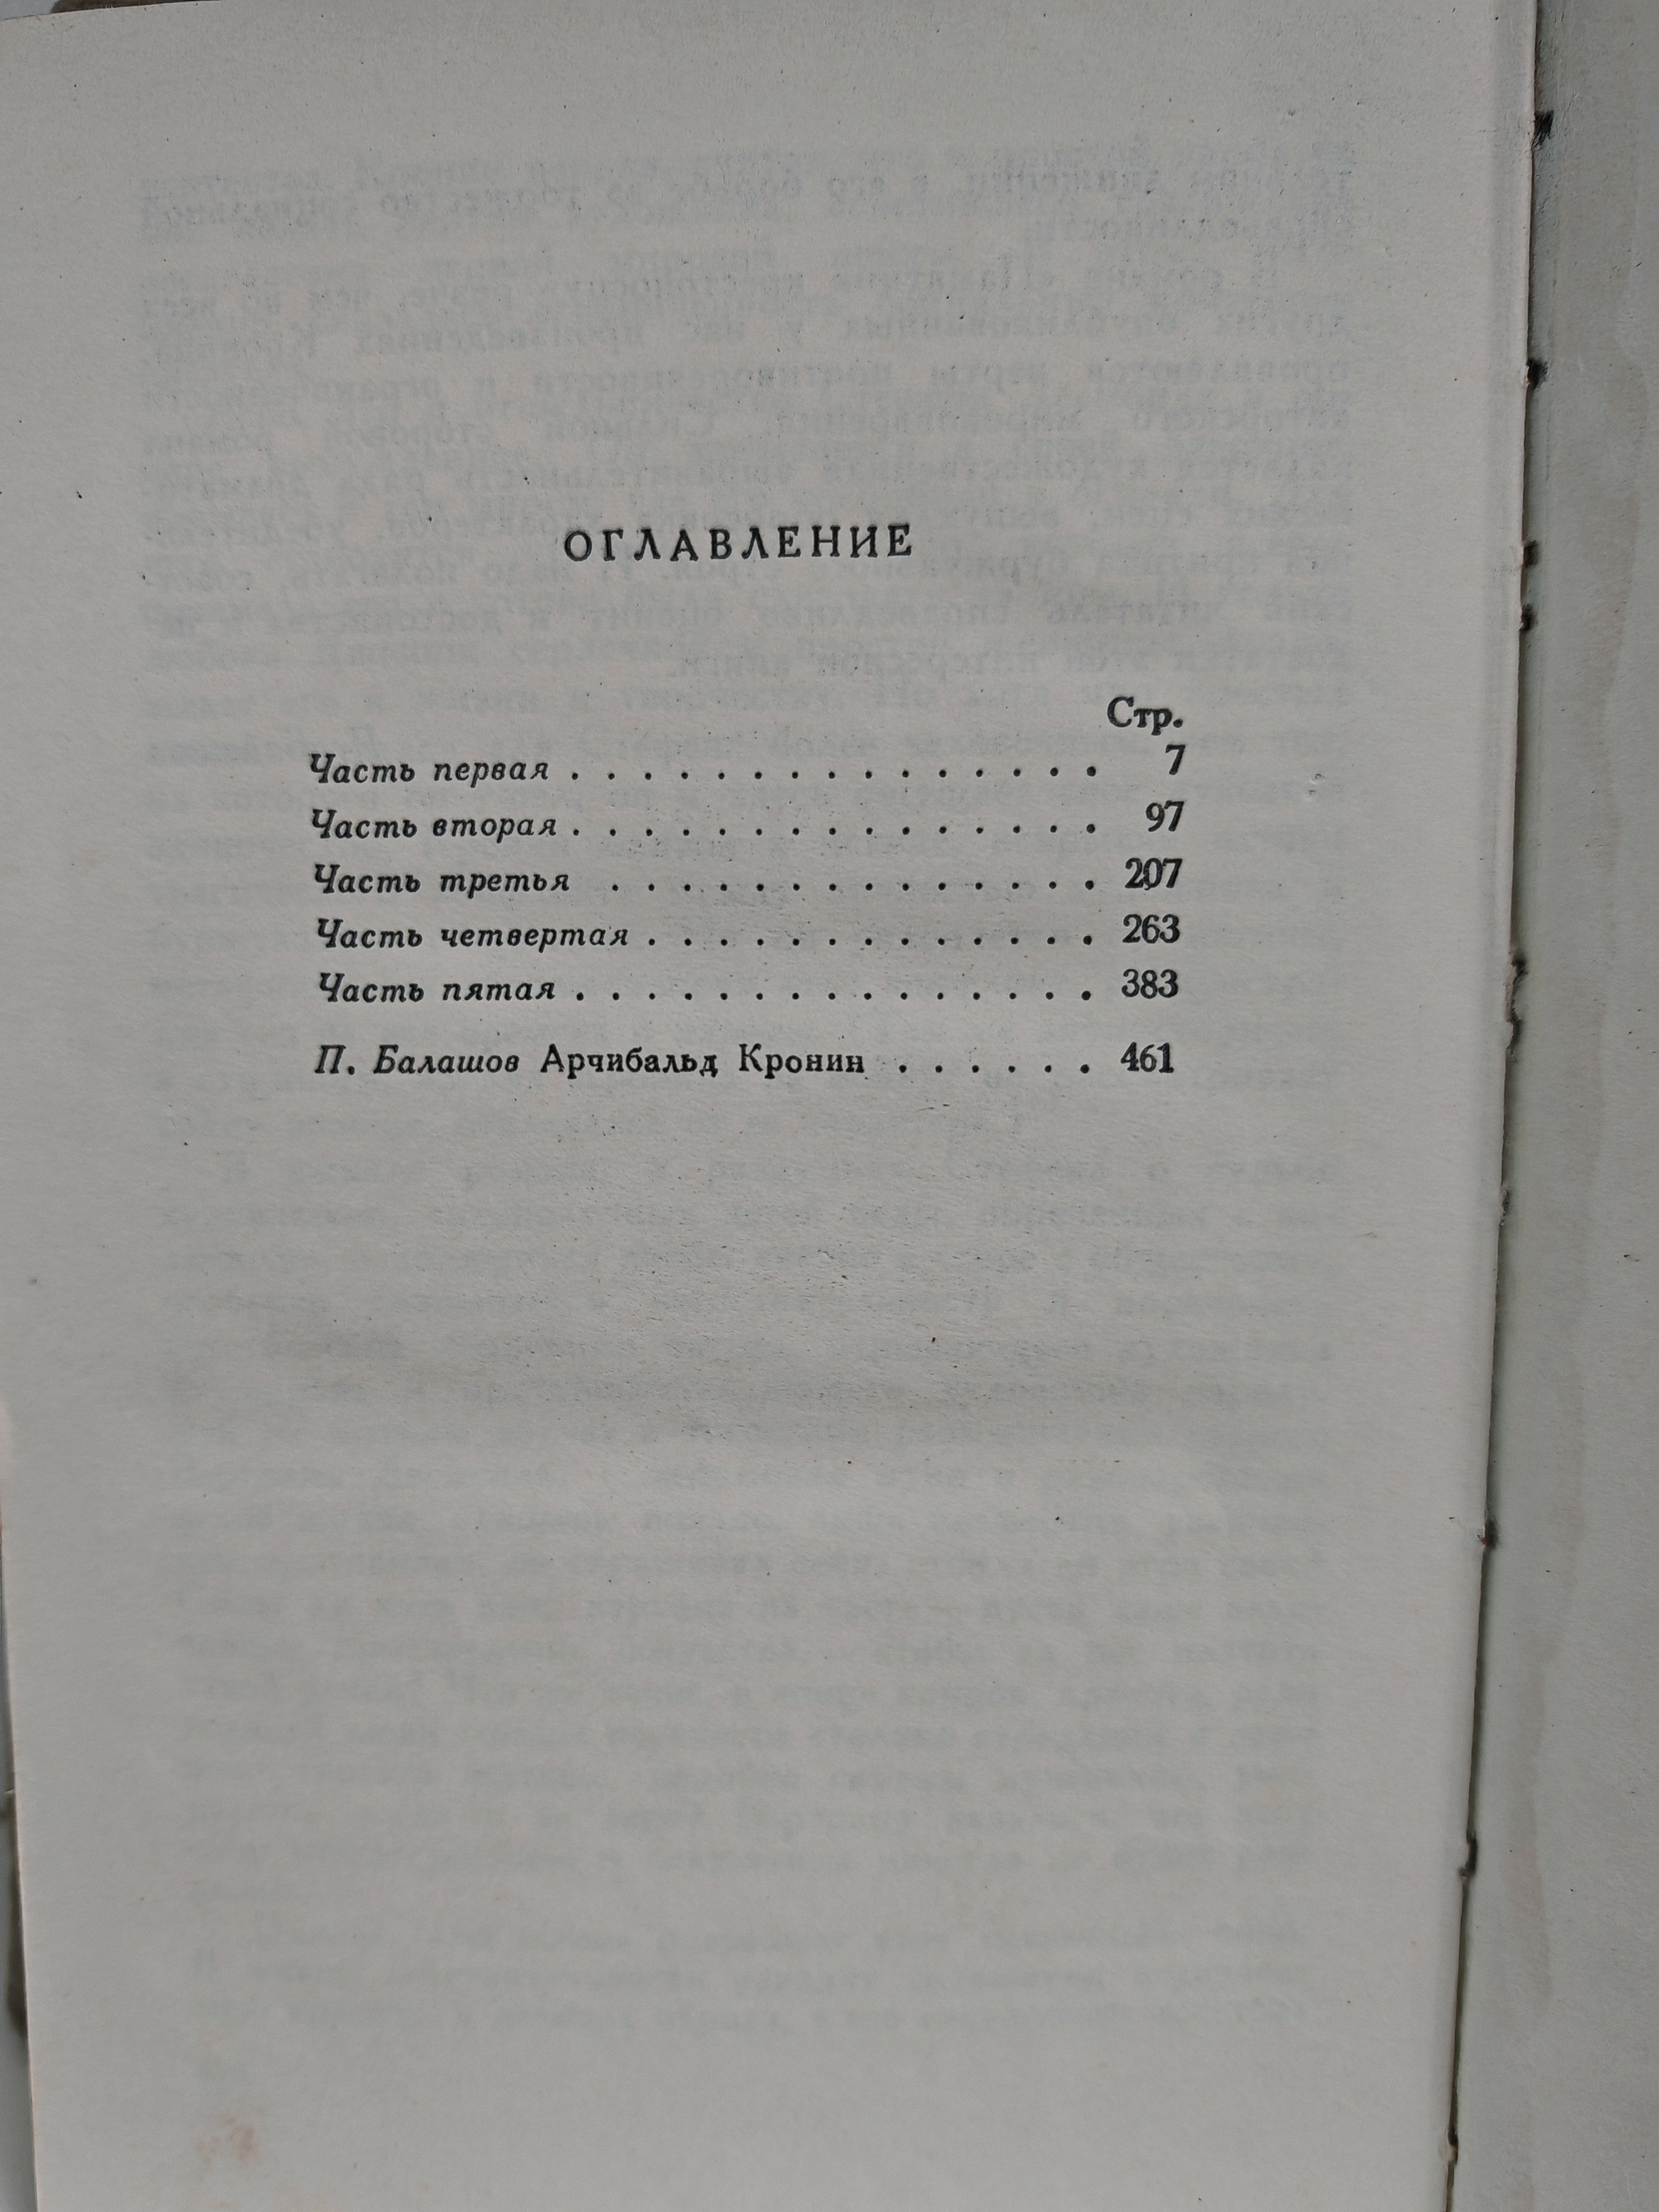 ОГЛАВЛЕНИЕ
Стр.
Часть первая . . . . . . . . . . . . . . . 7
Часть вторая . . . . . . . . . . . . . . . 97
Часть третья . . . . . . . . . . . . . . 207
Часть четвертая . . . . . . . . . . . . . 263
Часть пятая . . . . . . . . . . . . . . . 383
П. Балашов Арчибальд Кронин . . . . . . 461